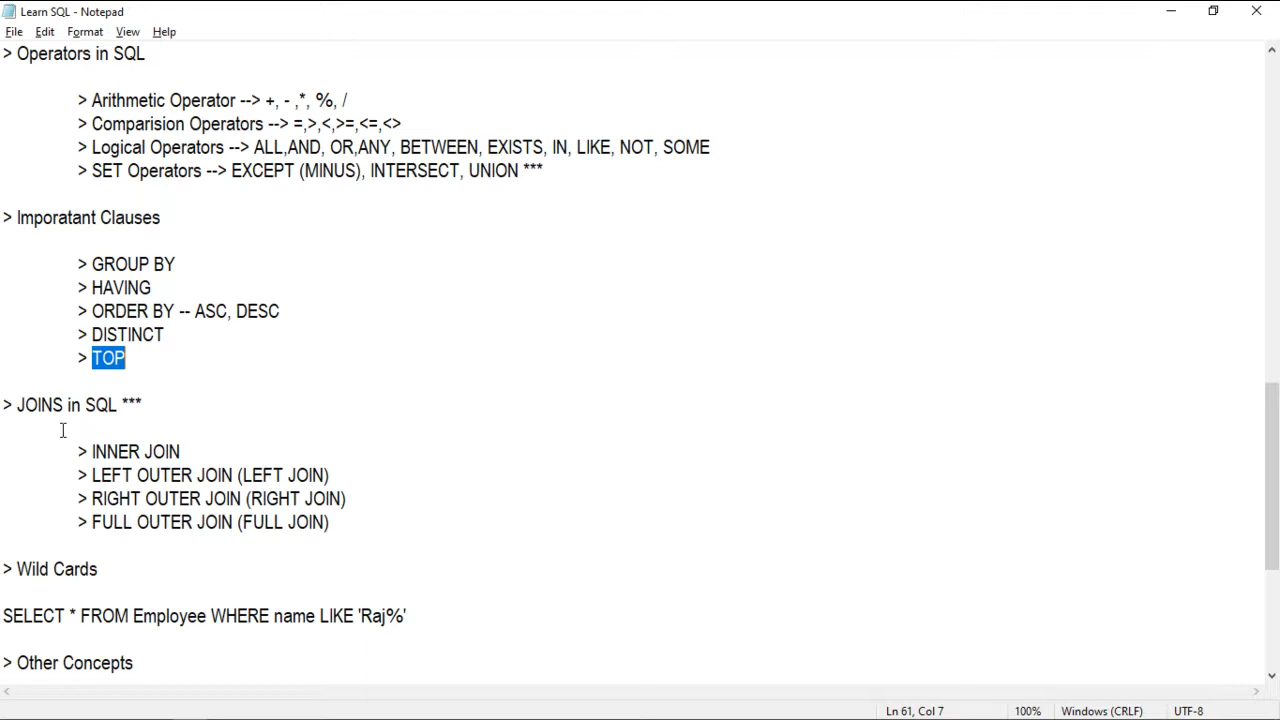 Learn SQL - Notepad
File Edit Format View Help
> Operators in SQL
> Arithmetic Operator --> +, - ,*, %, /
> Comparision Operators --> =,>,<,>=,<=,<>
> Logical Operators --> ALL,AND, OR,ANY, BETWEEN, EXISTS, IN, LIKE, NOT, SOME
> SET Operators --> EXCEPT (MINUS), INTERSECT, UNION ***
> Imporatant Clauses
> GROUP BY
> HAVING
> ORDER BY -- ASC, DESC
> DISTINCT
> TOP
> JOINS in SQL ***
> INNER JOIN
> LEFT OUTER JOIN (LEFT JOIN)
> RIGHT OUTER JOIN (RIGHT JOIN)
> FULL OUTER JOIN (FULL JOIN)
> Wild Cards
SELECT * FROM Employee WHERE name LIKE 'Raj%'
> Other Concepts
Ln 61, Col 7 100% Windows (CRLF) UTF-8